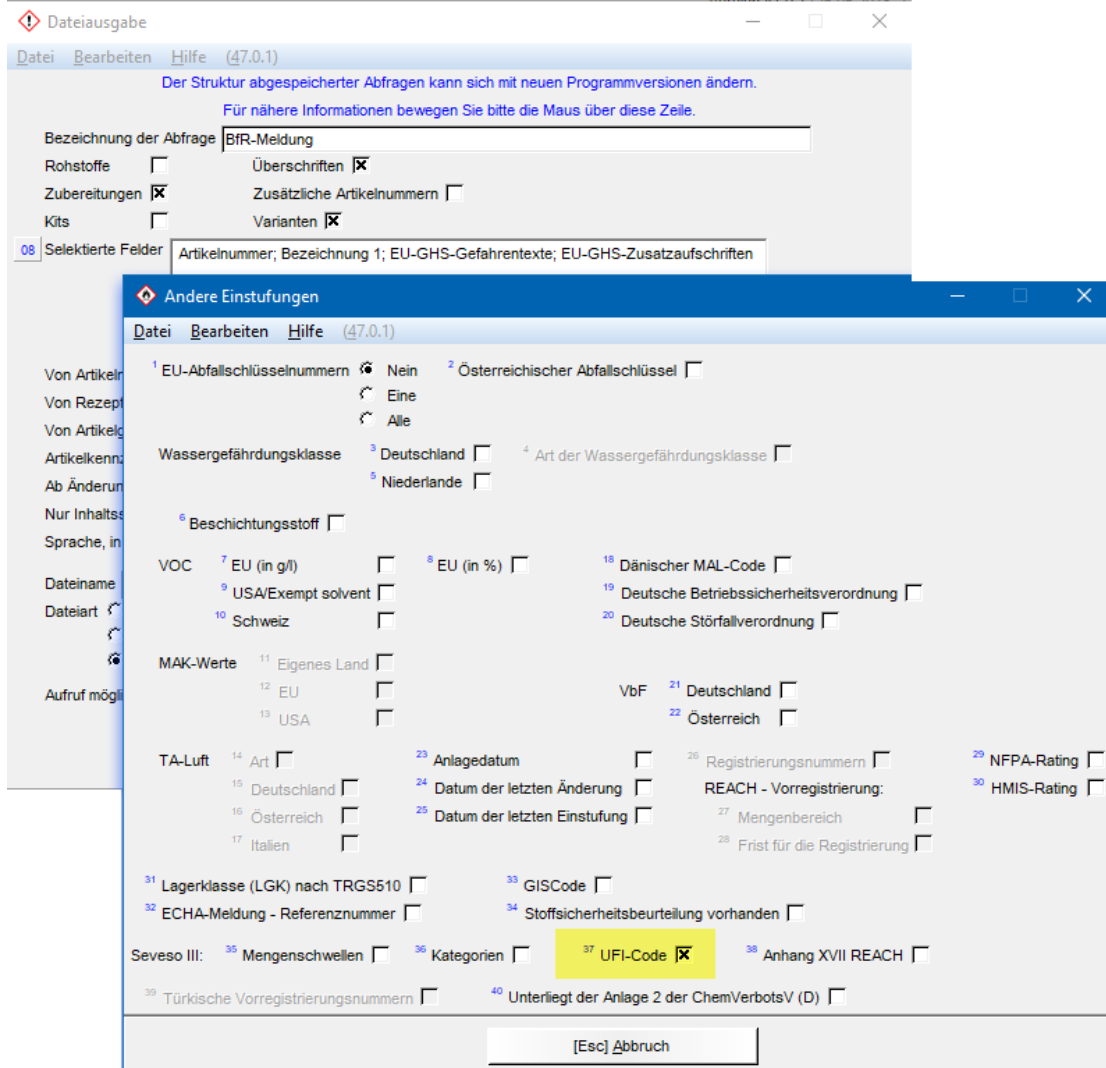 Dateiausgabe
Datei Bearbeiten Hilfe (47.0.1)
Der Struktur abgespeicherter Abfragen kann sich mit neuen Programmversionen ändern.
Für nähere Informationen bewegen Sie bitte die Maus über diese Zeile.
Bezeichnung der Abfrage BfR-Meldung
Rohstoffe Überschriften
Zubereitungen Zusätzliche Artikelnummern
Kits Varianten
08 Selektierte Felder Artikelnummer; Bezeichnung 1; EU-GHS-Gefahrentexte; EU-GHS-Zusatzaufschriften
Andere Einstufungen
Datei Bearbeiten Hilfe (47.0.1)
1 EU-Abfallschlüsselnummern Nein 2 Österreichischer Abfallschlüssel
Von Artikeln
Eine
Von Rezept
Alle
Von Artikelg
Artikelkennz
Wassergefährdungsklasse 3 Deutschland 4 Art der Wassergefährdungsklasse
Ab Änderun
5 Niederlande
Nur Inhaltss
6 Beschichtungsstoff
Sprache, in
VOC 7 EU (in g/l) 8 EU (in %) 18 Dänischer MAL-Code
Dateiname
9 USA/Exempt solvent 19 Deutsche Betriebssicherheitsverordnung
Dateiart
10 Schweiz 20 Deutsche Störfallverordnung
MAK-Werte 11 Eigenes Land
Aufruf mögli
12 EU VbF 21 Deutschland
13 USA 22 Österreich
TA-Luft 14 Art 23 Anlagedatum 26 Registrierungsnummern 29 NFPA-Rating
15 Deutschland 24 Datum der letzten Änderung REACH - Vorregistrierung: 30 HMIS-Rating
16 Österreich 25 Datum der letzten Einstufung 27 Mengenbereich
17 Italien 28 Frist für die Registrierung
31 Lagerklasse (LGK) nach TRGS510 33 GISCode
32 ECHA-Meldung - Referenznummer 34 Stoffsicherheitsbeurteilung vorhanden
Seveso III: 35 Mengenschwellen 36 Kategorien 37 UFI-Code 38 Anhang XVII REACH
39 Türkische Vorregistrierungsnummern 40 Unterliegt der Anlage 2 der ChemVerbotsV (D)
[Esc] Abbruch